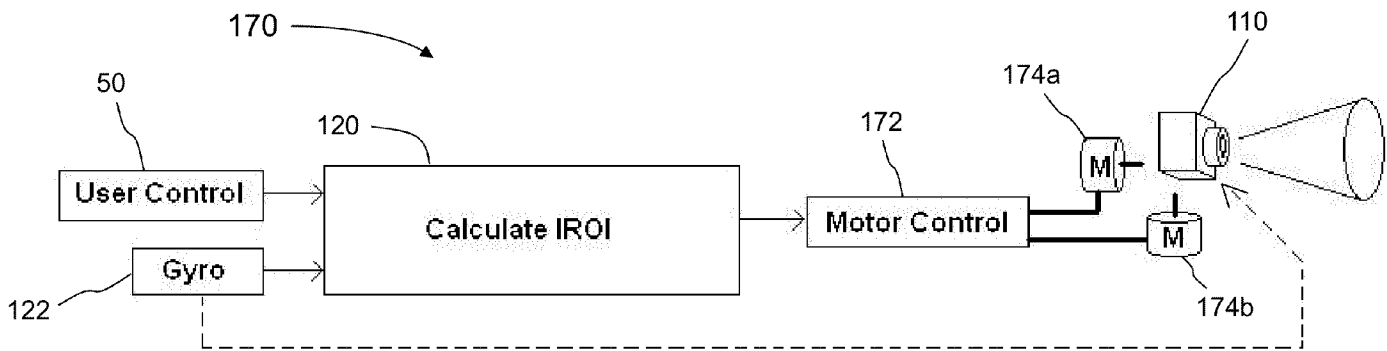 170
110
174a
50
120
172
M
User Control
Calculate IROI
Motor Control
M
Gyro
122
174b